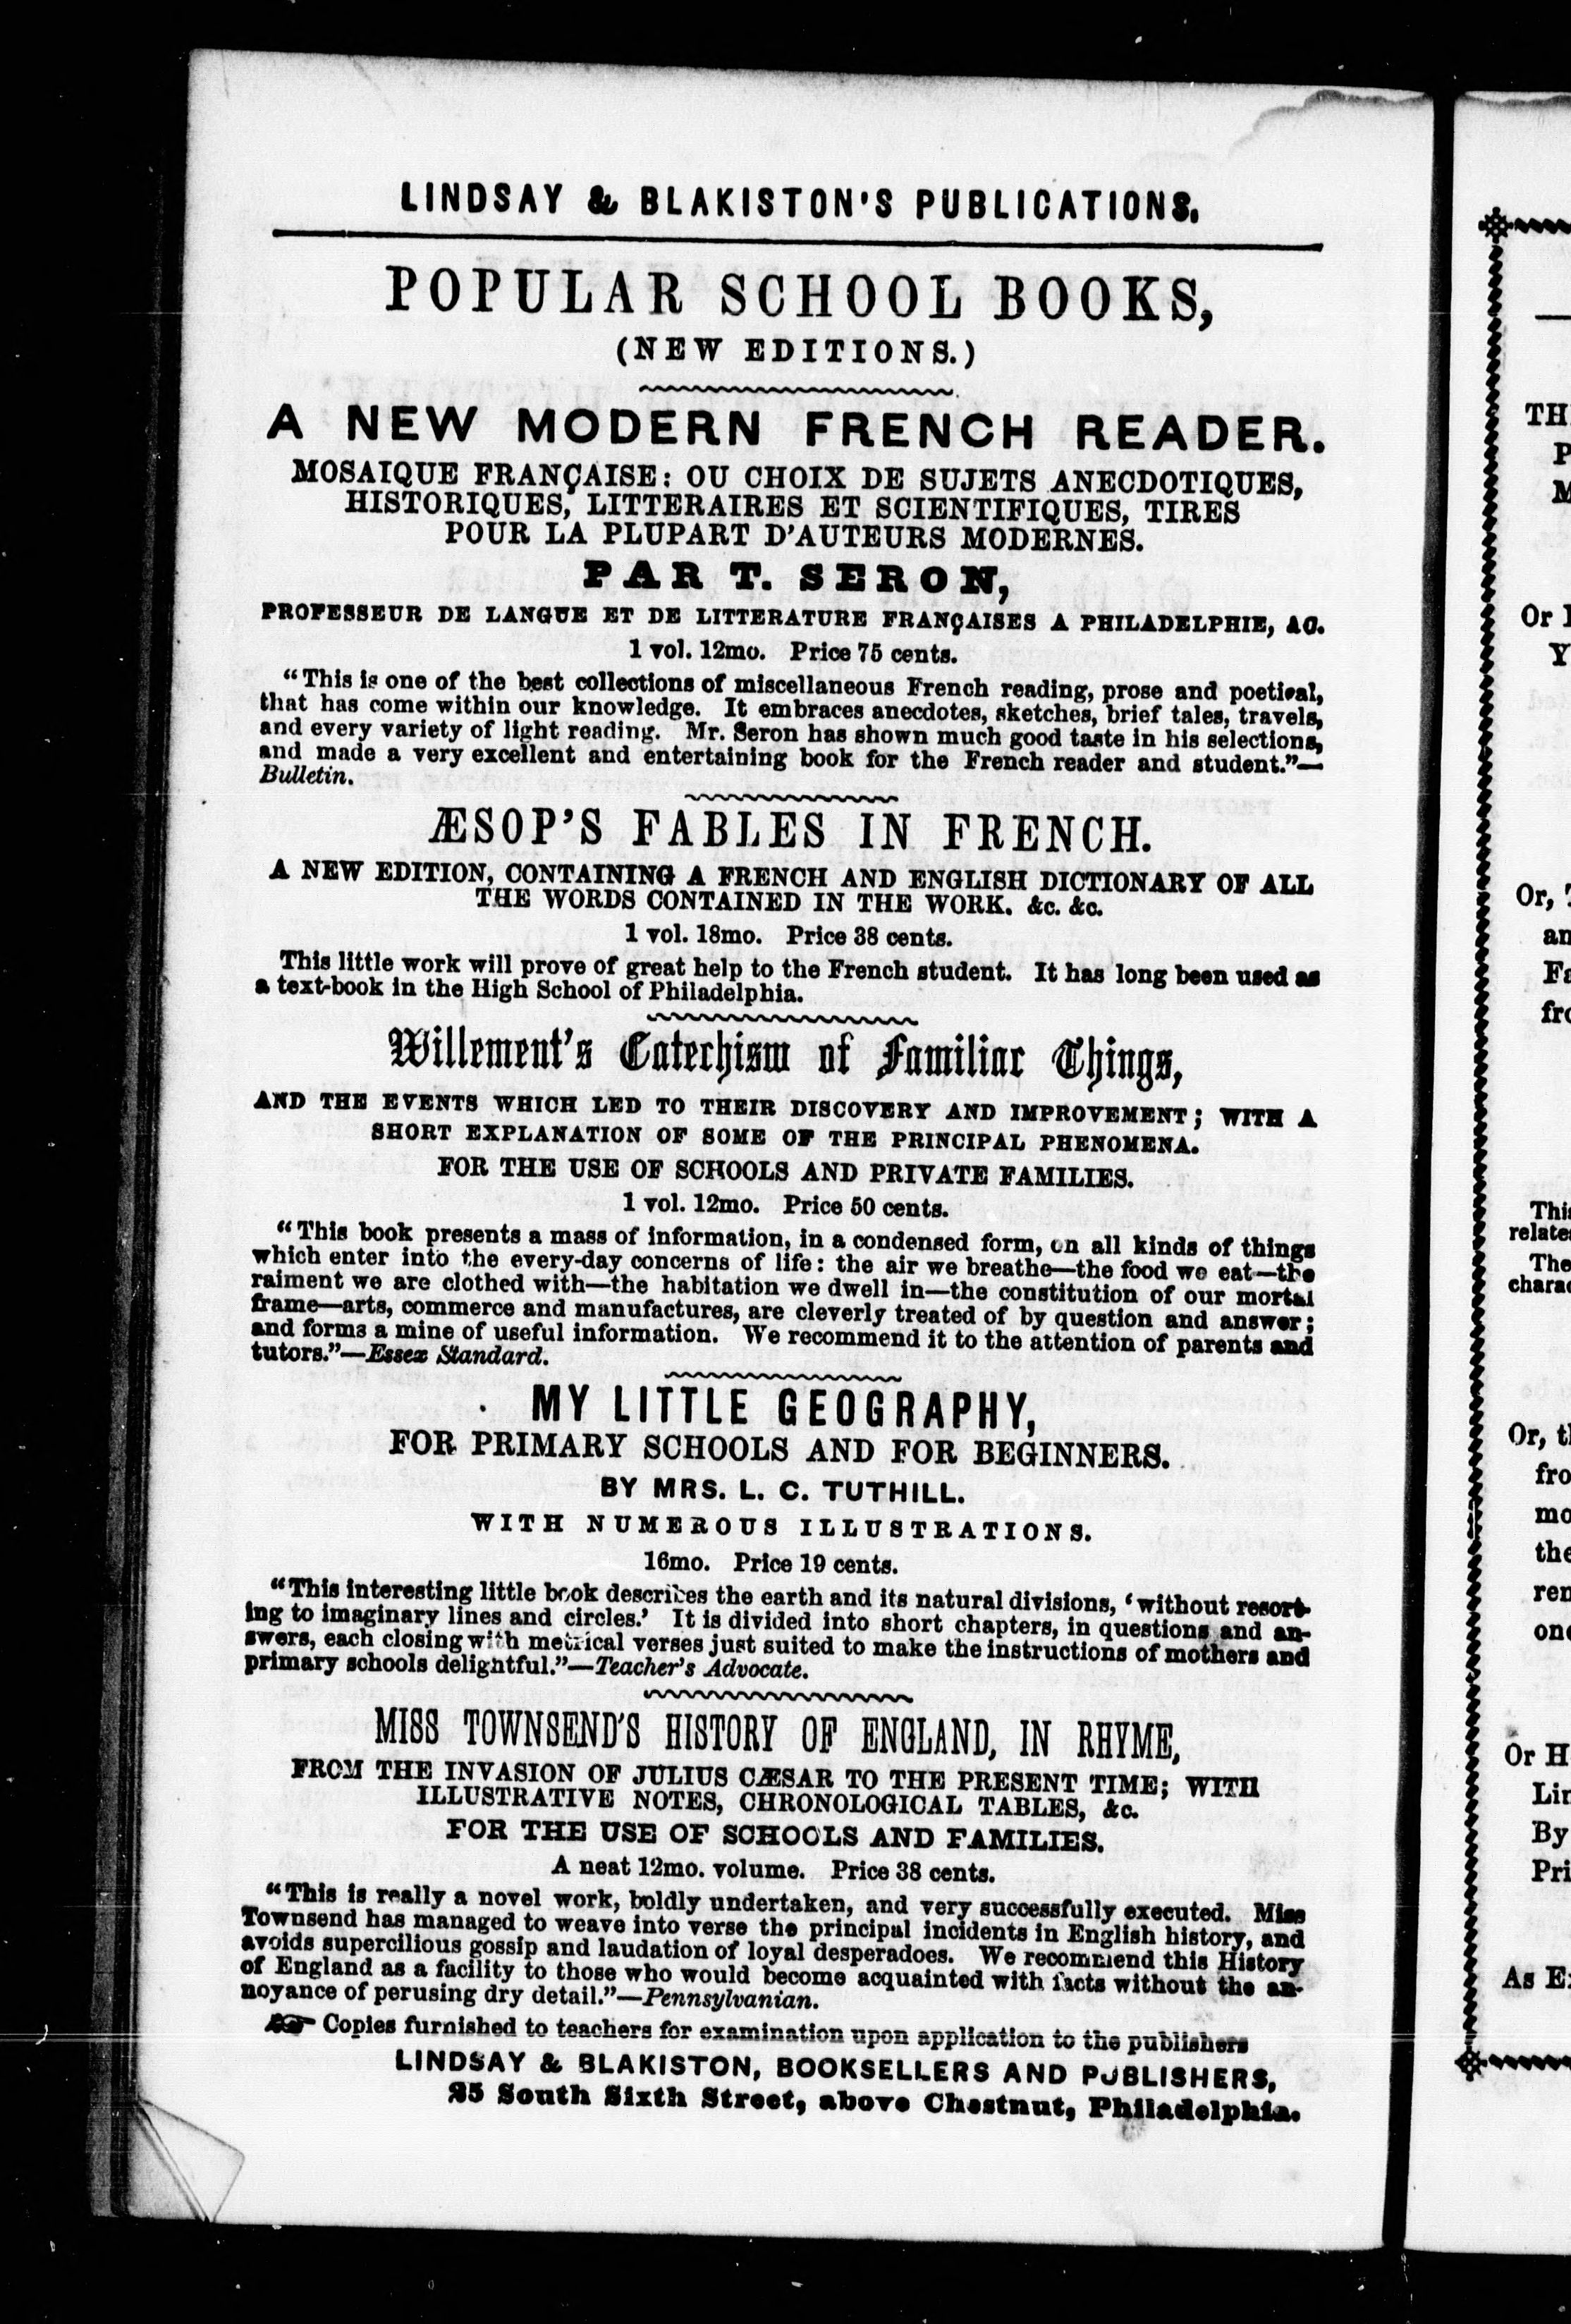 LINDSAY & BLAKISTON'S PUBLICATIONS.
POPULAR SCHOOL BOOKS,
(NEW EDITIONS.)
A NEW MODERN FRENCH READER.
MOSAIQUE FRANÇAISE: OU CHOIX DE SUJETS ANECDOTIQUES,
HISTORIQUES, LITTERAIRES ET SCIENTIFIQUES, TIRES
POUR LA PLUPART D'AUTEURS MODERNES.
PAR T. SERON,
PROFESSEUR DE LANGUE ET DE LITTERATURE FRANÇAISES A PHILADELPHIE, &C.
1 vol. 12mo. Price 75 cents.
"This is one of the best collections of miscellaneous French reading, prose and poetical,
that has come within our knowledge. It embraces anecdotes, sketches, brief tales, travels,
and every variety of light reading. Mr. Seron has shown much good taste in his selections,
and made a very excellent and entertaining book for the French reader and student."—
Bulletin.
ÆSOP'S FABLES IN FRENCH.
A NEW EDITION, CONTAINING A FRENCH AND ENGLISH DICTIONARY OF ALL
THE WORDS CONTAINED IN THE WORK. &c. &c.
1 vol. 18mo. Price 38 cents.
This little work will prove of great help to the French student. It has long been used as
a text-book in the High School of Philadelphia.
Willement's Catechism of Familiar Things,
AND THE EVENTS WHICH LED TO THEIR DISCOVERY AND IMPROVEMENT; WITH A
SHORT EXPLANATION OF SOME OF THE PRINCIPAL PHENOMENA.
FOR THE USE OF SCHOOLS AND PRIVATE FAMILIES.
1 vol. 12mo. Price 50 cents.
"This book presents a mass of information, in a condensed form, on all kinds of things
which enter into the every-day concerns of life: the air we breathe—the food we eat—the
raiment we are clothed with—the habitation we dwell in—the constitution of our mortal
frame—arts, commerce and manufactures, are cleverly treated of by question and answer;
and forms a mine of useful information. We recommend it to the attention of parents and
tutors."—Essex Standard.
MY LITTLE GEOGRAPHY,
FOR PRIMARY SCHOOLS AND FOR BEGINNERS.
BY MRS. L. C. TUTHILL.
WITH NUMEROUS ILLUSTRATIONS.
16mo. Price 19 cents.
"This interesting little book describes the earth and its natural divisions, 'without resort-
ing to imaginary lines and circles.' It is divided into short chapters, in questions and an-
swers, each closing with metrical verses just suited to make the instructions of mothers and
primary schools delightful."—Teacher's Advocate.
MISS TOWNSEND'S HISTORY OF ENGLAND, IN RHYME,
FROM THE INVASION OF JULIUS CÆSAR TO THE PRESENT TIME; WITH
ILLUSTRATIVE NOTES, CHRONOLOGICAL TABLES, &c.
FOR THE USE OF SCHOOLS AND FAMILIES.
A neat 12mo. volume. Price 38 cents.
"This is really a novel work, boldly undertaken, and very successfully executed. Miss
Townsend has managed to weave into verse the principal incidents in English history, and
avoids supercilious gossip and laudation of loyal desperadoes. We recommend this History
of England as a facility to those who would become acquainted with facts without the an-
noyance of perusing dry detail."—Pennsylvanian.
☞ Copies furnished to teachers for examination upon application to the publishers
LINDSAY & BLAKISTON, BOOKSELLERS AND PUBLISHERS,
25 South Sixth Street, above Chestnut, Philadelphia.
Or
Y
Or,
Or, t
fro
the
Or H
By
As